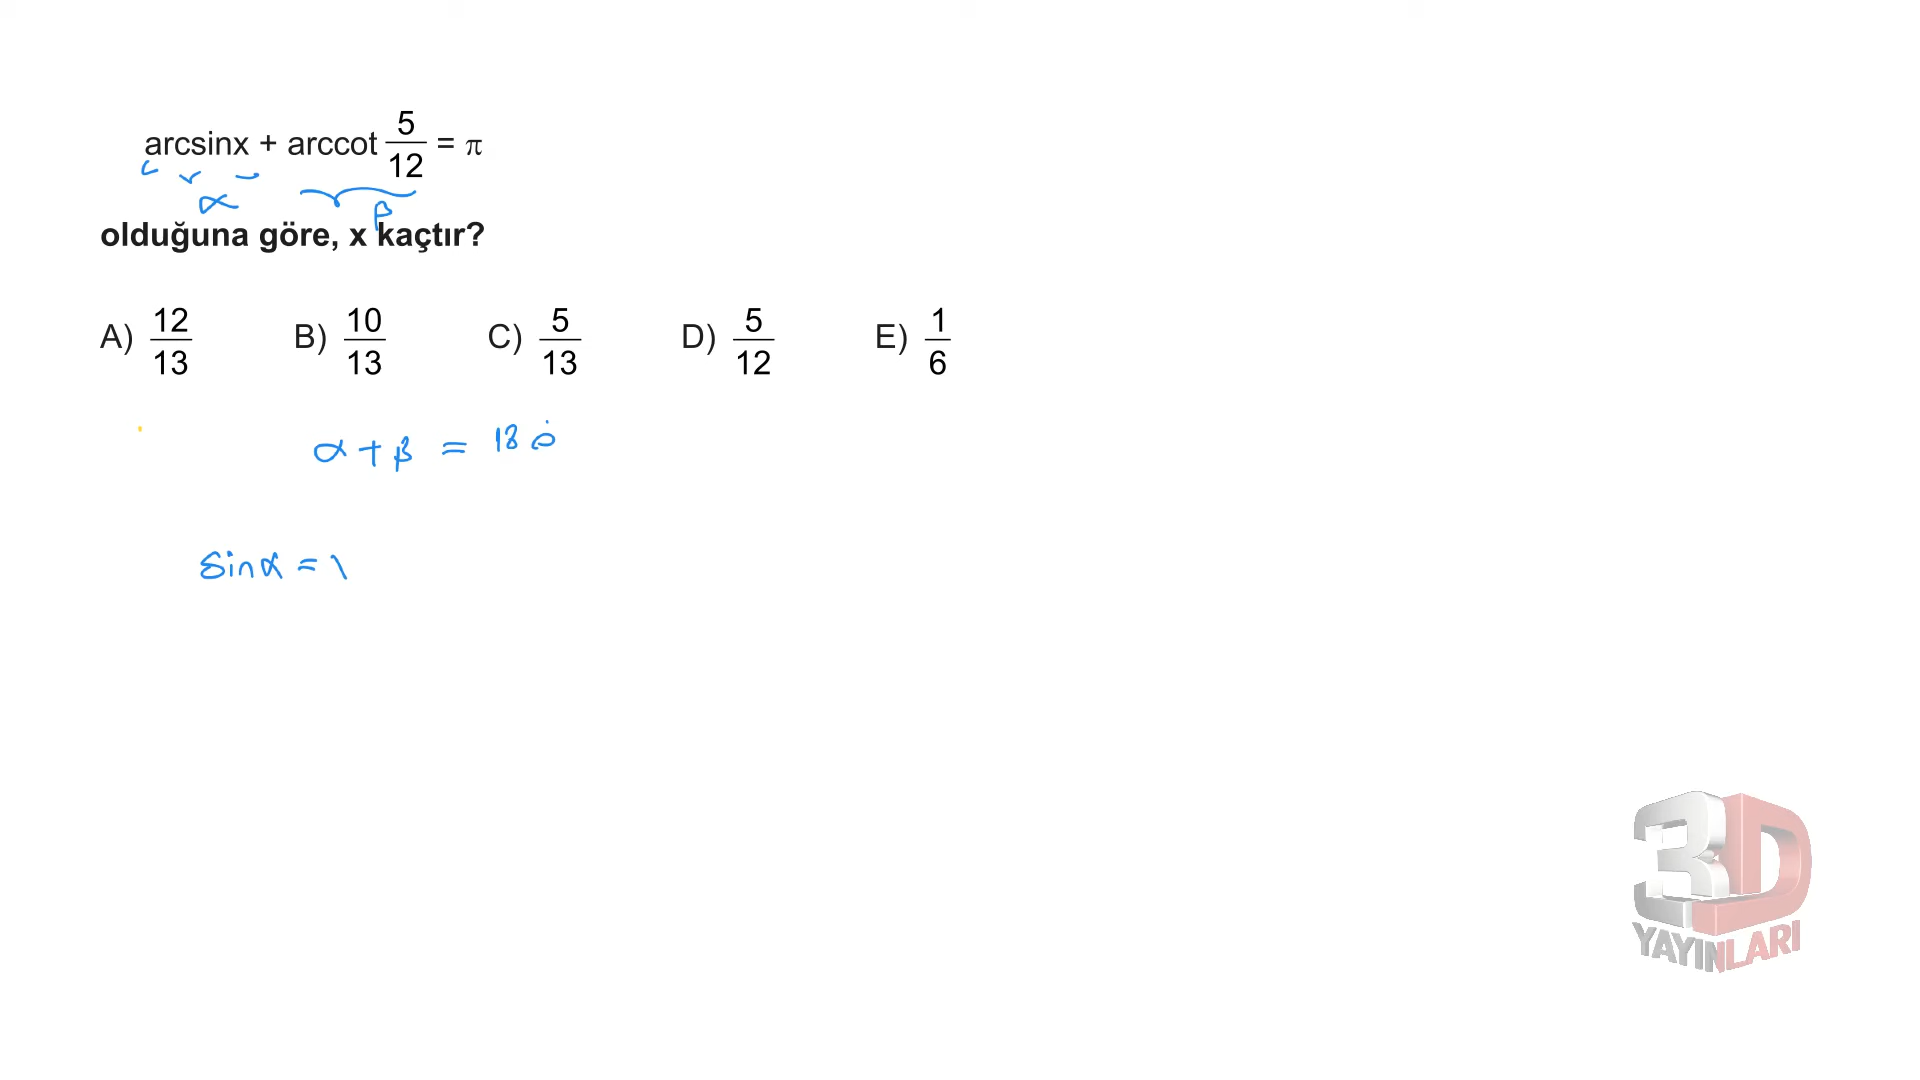 arcsinx + arccot 5/12 = π
α β
olduğuna göre, x kaçtır?
A) 12/13 B) 10/13 C) 5/13 D) 5/12 E) 1/6
α + β = 180
sinα =
3D
YAYINLARI